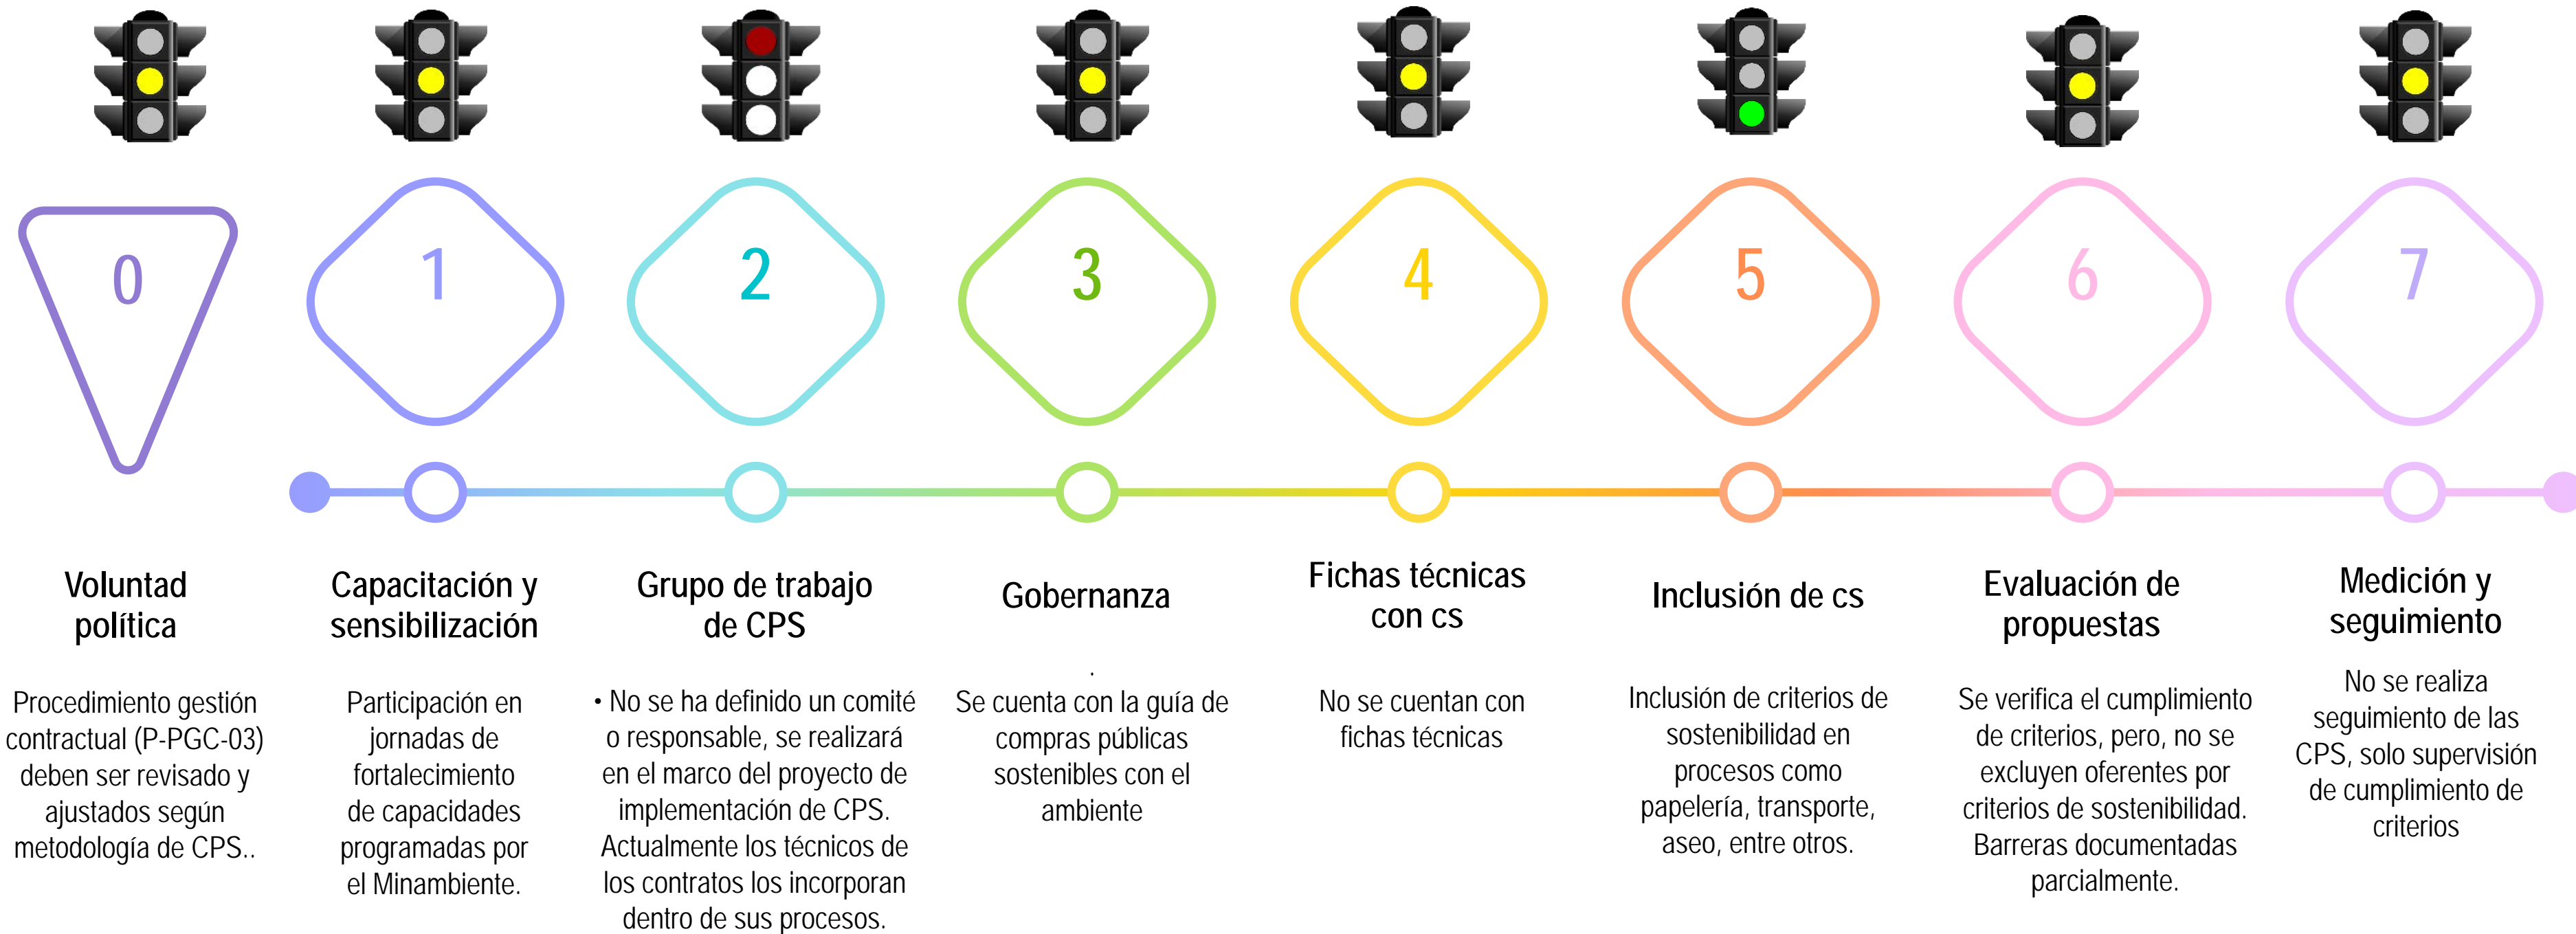 0
1
2
3
4
5
6
7
Voluntad
política
Procedimiento gestión
contractual (P-PGC-03)
deben ser revisado y
ajustados según
metodología de CPS..
Capacitación y
sensibilización
Participación en
jornadas de
fortalecimiento
de capacidades
programadas por
el Minambiente.
Grupo de trabajo
de CPS
• No se ha definido un comité
o responsable, se realizará
en el marco del proyecto de
implementación de CPS.
Actualmente los técnicos de
los contratos los incorporan
dentro de sus procesos.
Gobernanza
.
Se cuenta con la guía de
compras públicas
sostenibles con el
ambiente
Fichas técnicas
con cs
No se cuentan con
fichas técnicas
Inclusión de cs
Inclusión de criterios de
sostenibilidad en
procesos como
papelería, transporte,
aseo, entre otros.
Evaluación de
propuestas
Se verifica el cumplimiento
de criterios, pero, no se
excluyen oferentes por
criterios de sostenibilidad.
Barreras documentadas
parcialmente.
Medición y
seguimiento
No se realiza
seguimiento de las
CPS, solo supervisión
de cumplimiento de
criterios